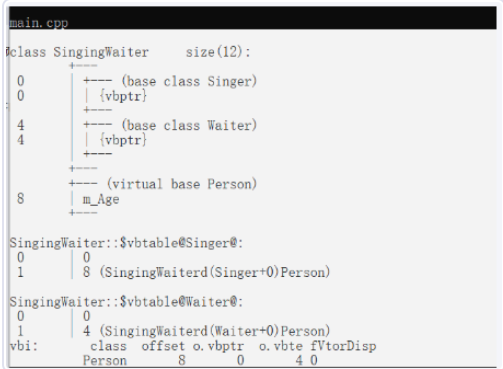 main.cpp
class SingingWaiter    size(12):
+---
0 | +--- (base class Singer)
0 | | {vbptr}
| +---
4 | +--- (base class Waiter)
4 | | {vbptr}
| +---
+---
+--- (virtual base Person)
8 | m_Age
+---
SingingWaiter::$vbtable@Singer@:
0 | 0
1 | 8 (SingingWaiterd(Singer+0)Person)
SingingWaiter::$vbtable@Waiter@:
0 | 0
1 | 4 (SingingWaiterd(Waiter+0)Person)
vbi:    class  offset o.vbptr  o.vbte fVtorDisp
Person    8    0    4 0